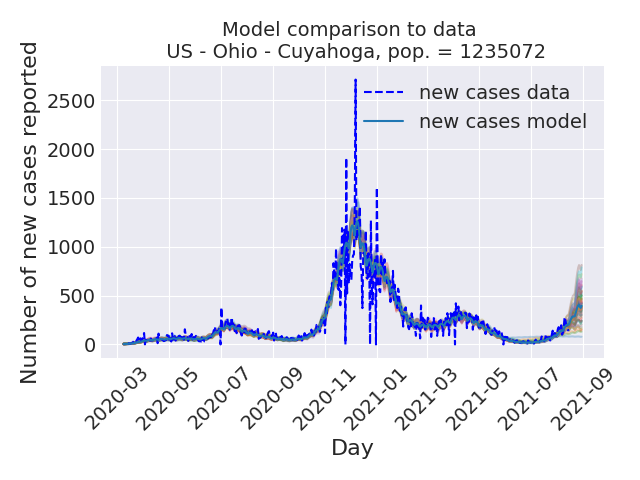 Model comparison to data
US - Ohio - Cuyahoga, pop. = 1235072
Number of new cases reported
2500
2000
1500
1000
500
0
new cases data
new cases model
2020-03
2020-05
2020-07
2020-09
2020-11
2021-01
2021-03
2021-05
2021-07
2021-09
Day